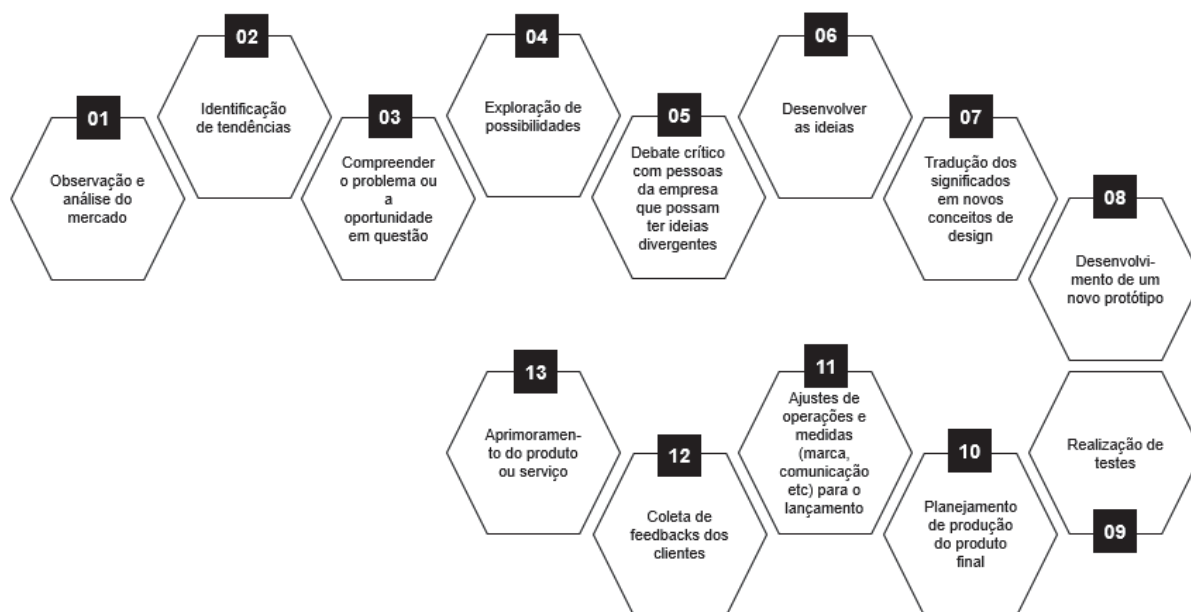 01
Observação e
análise do
mercado
02
Identificação
de tendências
03
Compreender
o problema ou
a
oportunidade
em questão
04
Exploração de
possibilidades
05
Debate crítico
com pessoas
da empresa
que possam
ter ideias
divergentes
06
Desenvolver
as ideias
07
Tradução dos
significados
em novos
conceitos de
design
08
Desenvolvi-
mento de um
novo protótipo
Realização de
testes
09
10
Planejamento
de produção
do produto
final
11
Ajustes de
operações e
medidas
(marca,
comunicação
etc) para o
lançamento
12
Coleta de
feedbacks dos
clientes
13
Aprimoramen-
to do produto
ou serviço